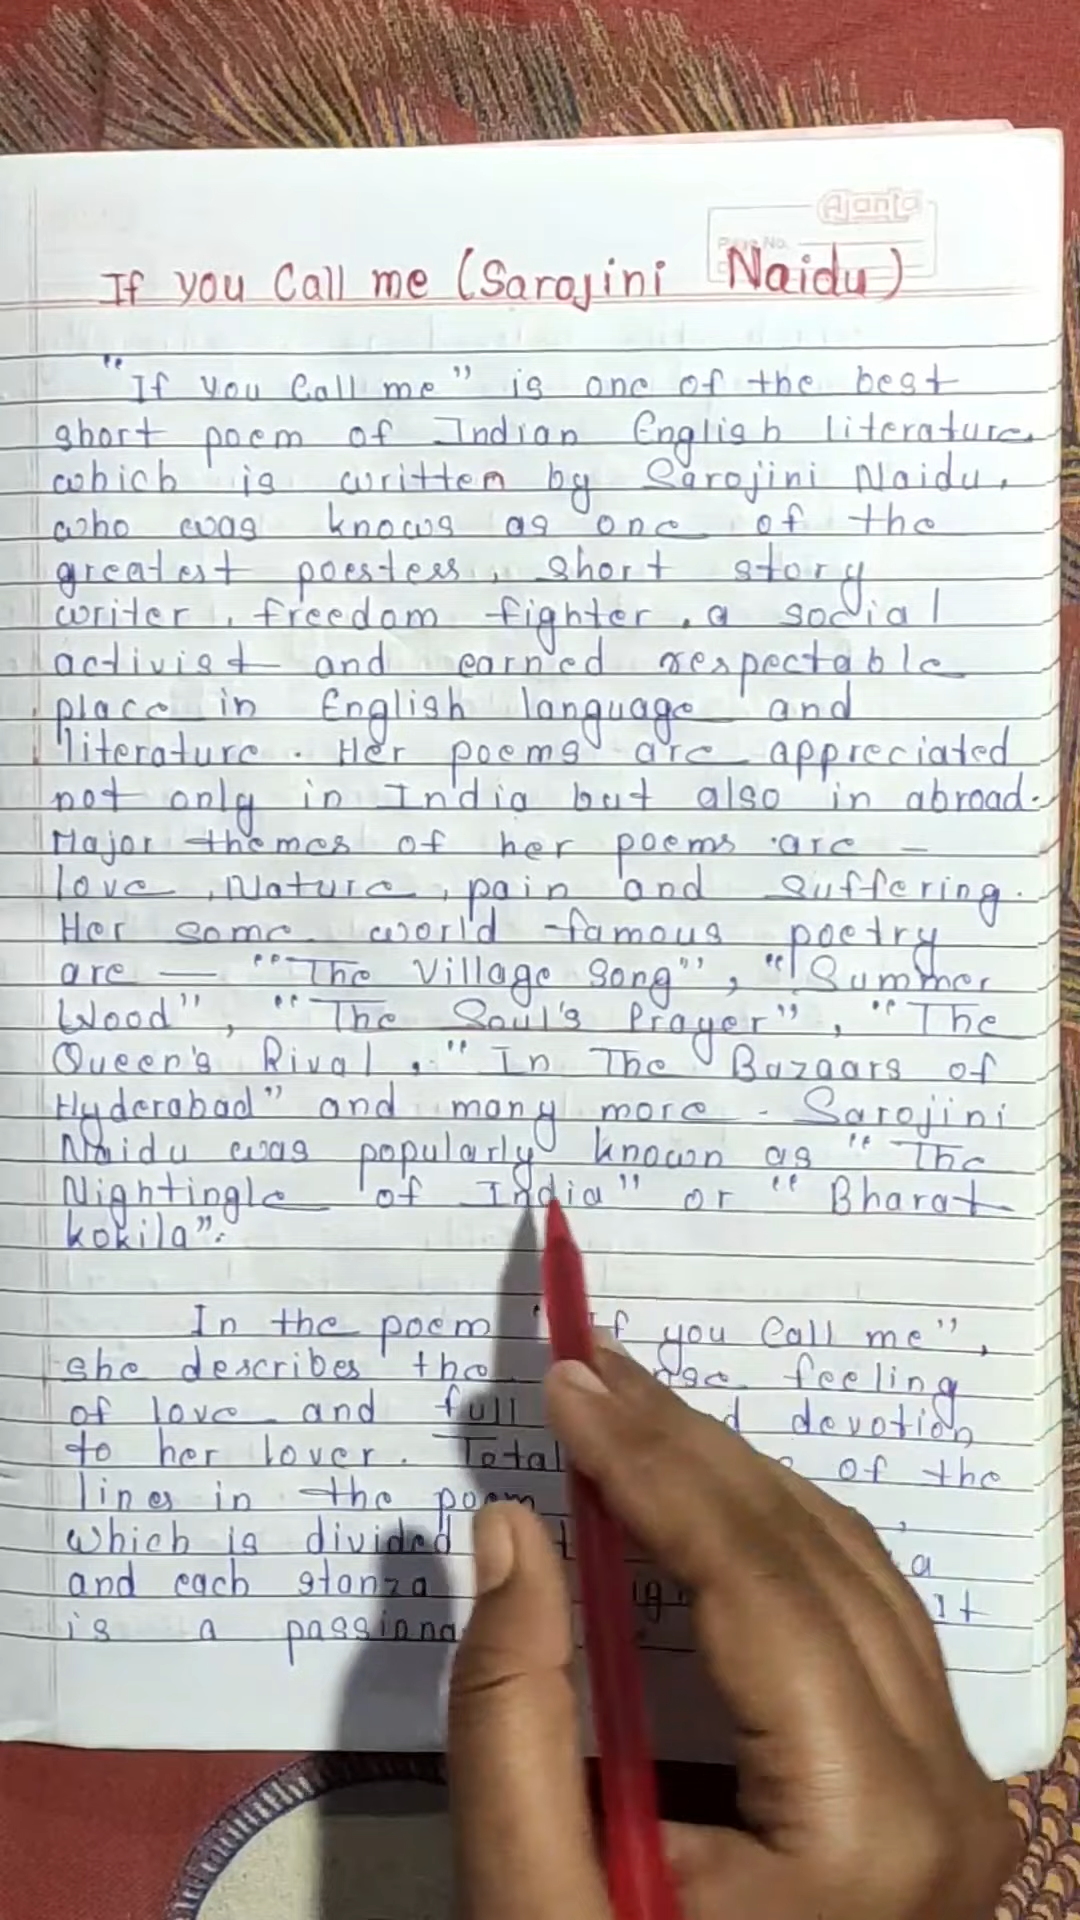 Ajanta
If you Call me (Sarojini Naidu)
"If you Call me" is one of the best
short poem of Indian English literature,
which is written by Sarojini Naidu,
who was knows as one of the
greatest poestess, short story
writer, freedom fighter, a social
activist and earned respectable
place in English language and
literature. Her poems are appreciated
not only in India but also in abroad.
Major themes of her poems are –
love, Nature, pain and suffering.
Her some world famous poetry
are — "The Village Song", "Summer
Wood", "The Soul's Prayer", "The
Queen's Rival, "In The Bazaars of
Hyderabad" and many more. Sarojini
Naidu was popularly known as "The
Nightingle of India" or "Bharat
kokila".
In the poem "If you Call me",
she describes the feeling
of love and full devotion
to her lover. Total of the
lines in the poem
which is divided
and each stanza
is a